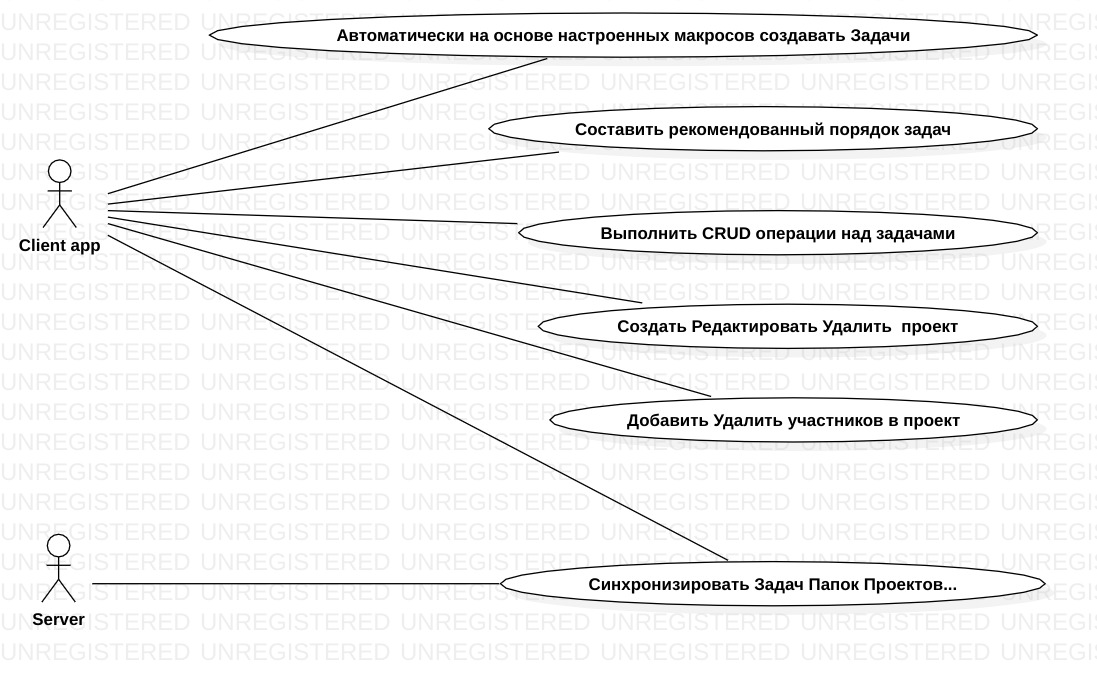 Автоматически на основе настроенных макросов создавать Задачи
Составить рекомендованный порядок задач
Client app
Выполнить CRUD операции над задачами
Создать Редактировать Удалить  проект
Добавить Удалить участников в проект
Синхронизировать Задач Папок Проектов...
Server
UNREGISTERED